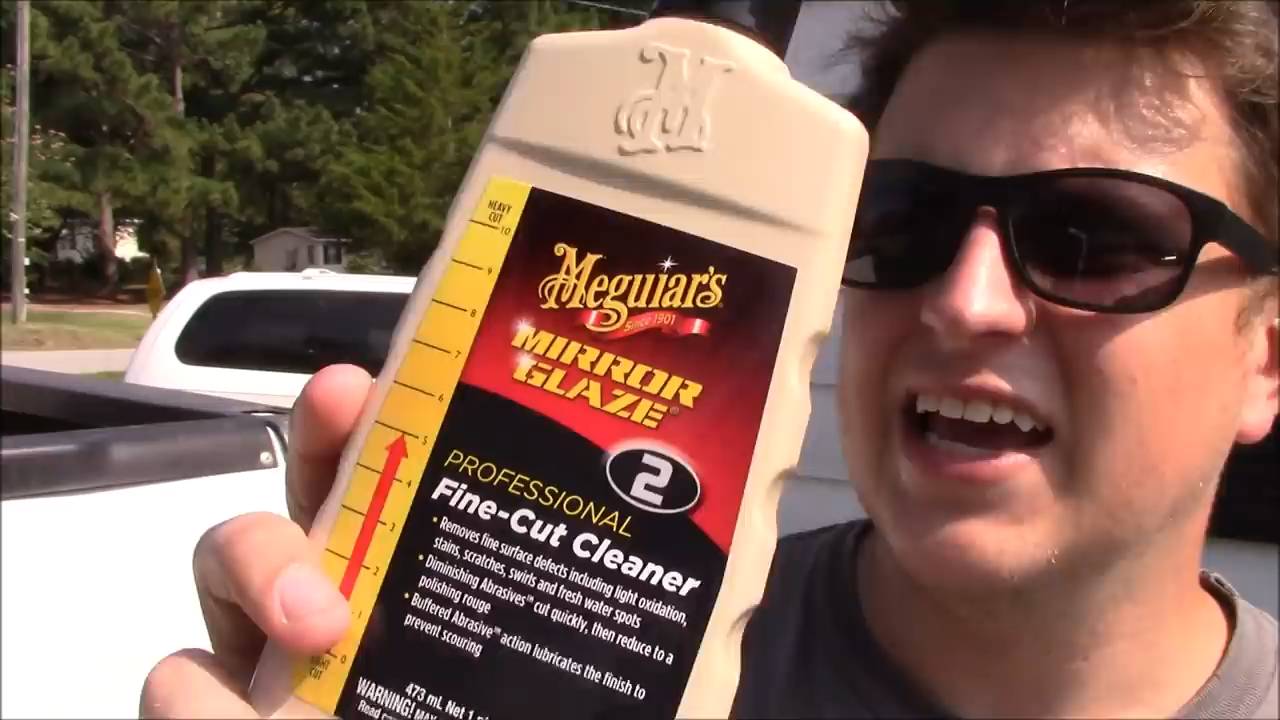 M
HEAVY
CUT
10
9
8
7
6
5
4
3
2
1
0
CUT
Meguiar's
Since 1901
MIRROR
GLAZE®
2
PROFESSIONAL
Fine-Cut Cleaner
• Removes fine surface defects including light oxidation,
stains, scratches, swirls and fresh water spots
• Diminishing Abrasives™ cut quickly, then reduce to a
polishing rouge
• Buffered Abrasive™ action lubricates the finish to
prevent scouring
473 mL Net 1
WARNING! MAY
Read